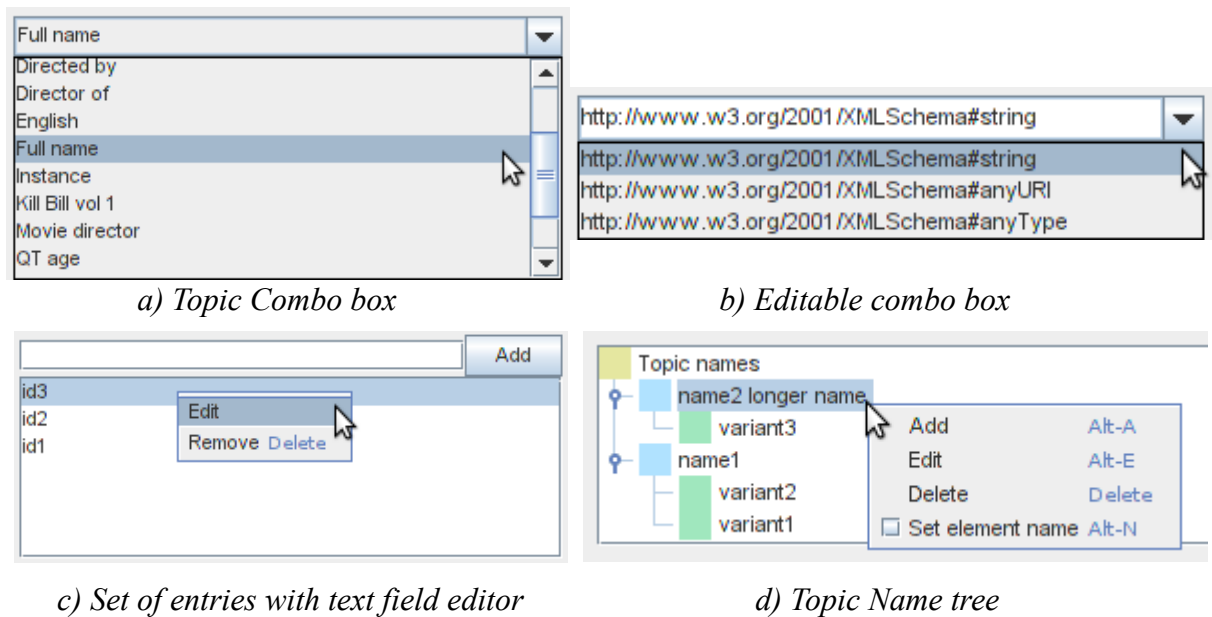 Full name
Directed by
Director of
English
Full name
Instance
Kill Bill vol 1
Movie director
QT age
a) Topic Combo box
http://www.w3.org/2001/XMLSchema#string
http://www.w3.org/2001/XMLSchema#string
http://www.w3.org/2001/XMLSchema#anyURI
http://www.w3.org/2001/XMLSchema#anyType
b) Editable combo box
Add
id3
id2
id1
Edit
Remove Delete
c) Set of entries with text field editor
Topic names
name2 longer name
variant3
name1
variant2
variant1
Add Alt-A
Edit Alt-E
Delete Delete
Set element name Alt-N
d) Topic Name tree